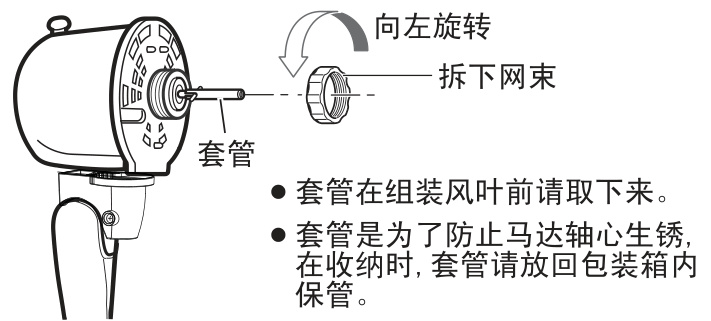 向左旋转
拆下网束
套管
● 套管在组装风叶前请取下来。
● 套管是为了防止马达轴心生锈,
在收纳时, 套管请放回包装箱内
保管。